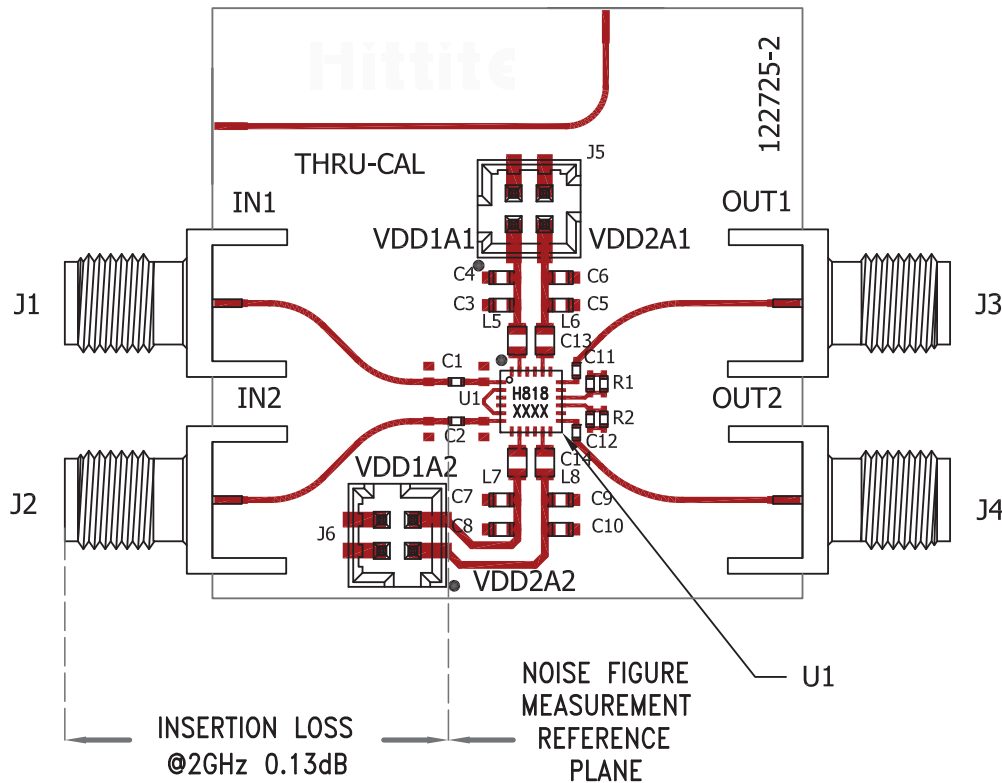 Hittite
122725-2
THRU-CAL
J5
IN1
OUT1
VDD1A1
VDD2A1
C4
C6
C3
C5
J1
J3
L5
L6
C13
C11
C1
R1
U1
H818
XXXX
IN2
OUT2
C2
R2
C12
VDD1A2
C14
L7
L8
J2
J4
C7
C9
J6
C8
C10
VDD2A2
U1
NOISE FIGURE
MEASUREMENT
REFERENCE
PLANE
INSERTION LOSS
@2GHz 0.13dB